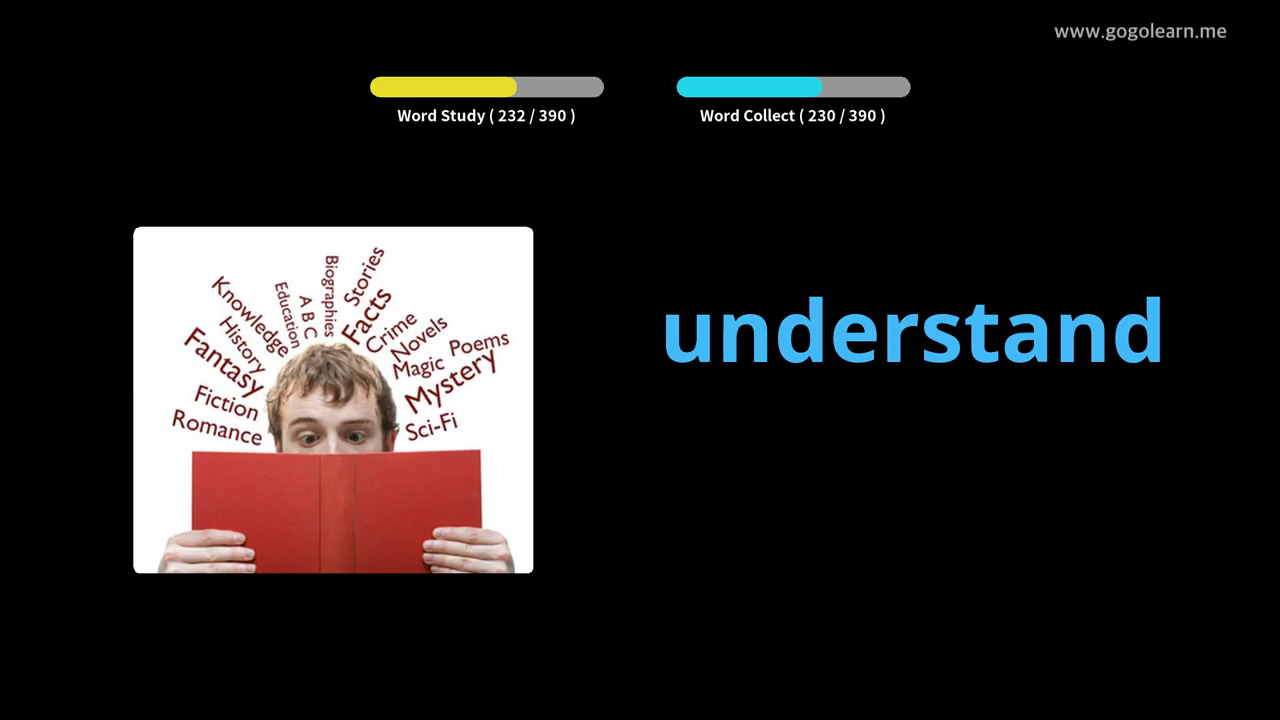 www.gogolearn.me
Word Study ( 232 / 390 )
Word Collect ( 230 / 390 )
understand
Romance
Fiction
Fantasy
History
Knowledge
Education
A B C
Biographies
Stories
Facts
Crime
Novels
Magic
Poems
Mystery
Sci-Fi